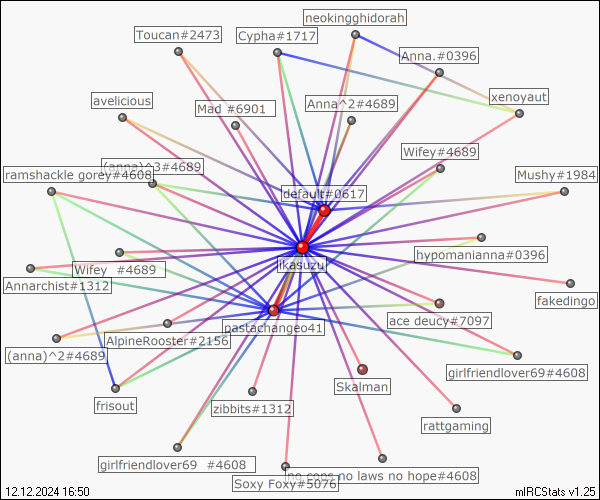 neokingghidorah
Toucan#2473
Cypha#1717
Anna.#0396
xenoyaut
avelicious
Mad #6901
Anna^2#4689
Wifey#4689
(anna)^3#4689
ramshackle gorey#4608
Mushy#1984
default#0617
hypomanianna#0396
ikasuzu
Wifey  #4689
Annarchist#1312
fakedingo
ace deucy#7097
pastachangeo41
AlpineRooster#2156
(anna)^2#4689
girlfriendlover69#4608
Skalman
frisout
zibbits#1312
rattgaming
girlfriendlover69  #4608
no cops no laws no hope#4608
Soxy Foxy#5076
12.12.2024 16:50
mIRCStats v1.25